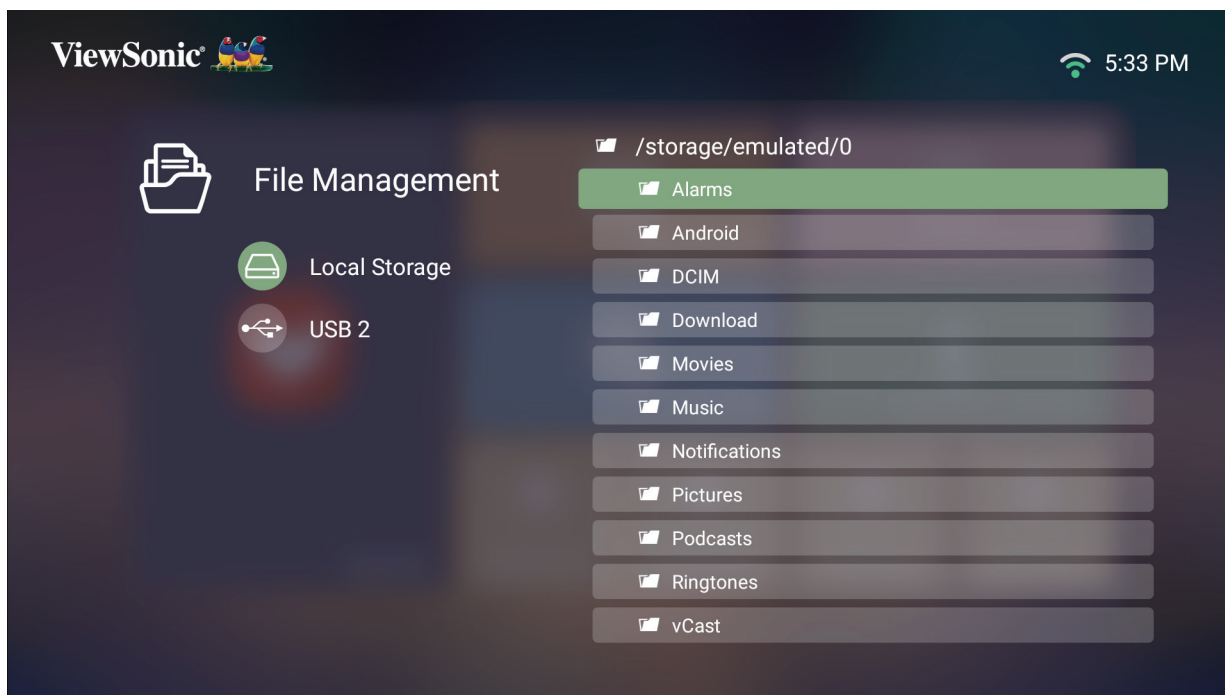 ViewSonic®
5:33 PM
File Management
Local Storage
USB 2
/storage/emulated/0
Alarms
Android
DCIM
Download
Movies
Music
Notifications
Pictures
Podcasts
Ringtones
vCast